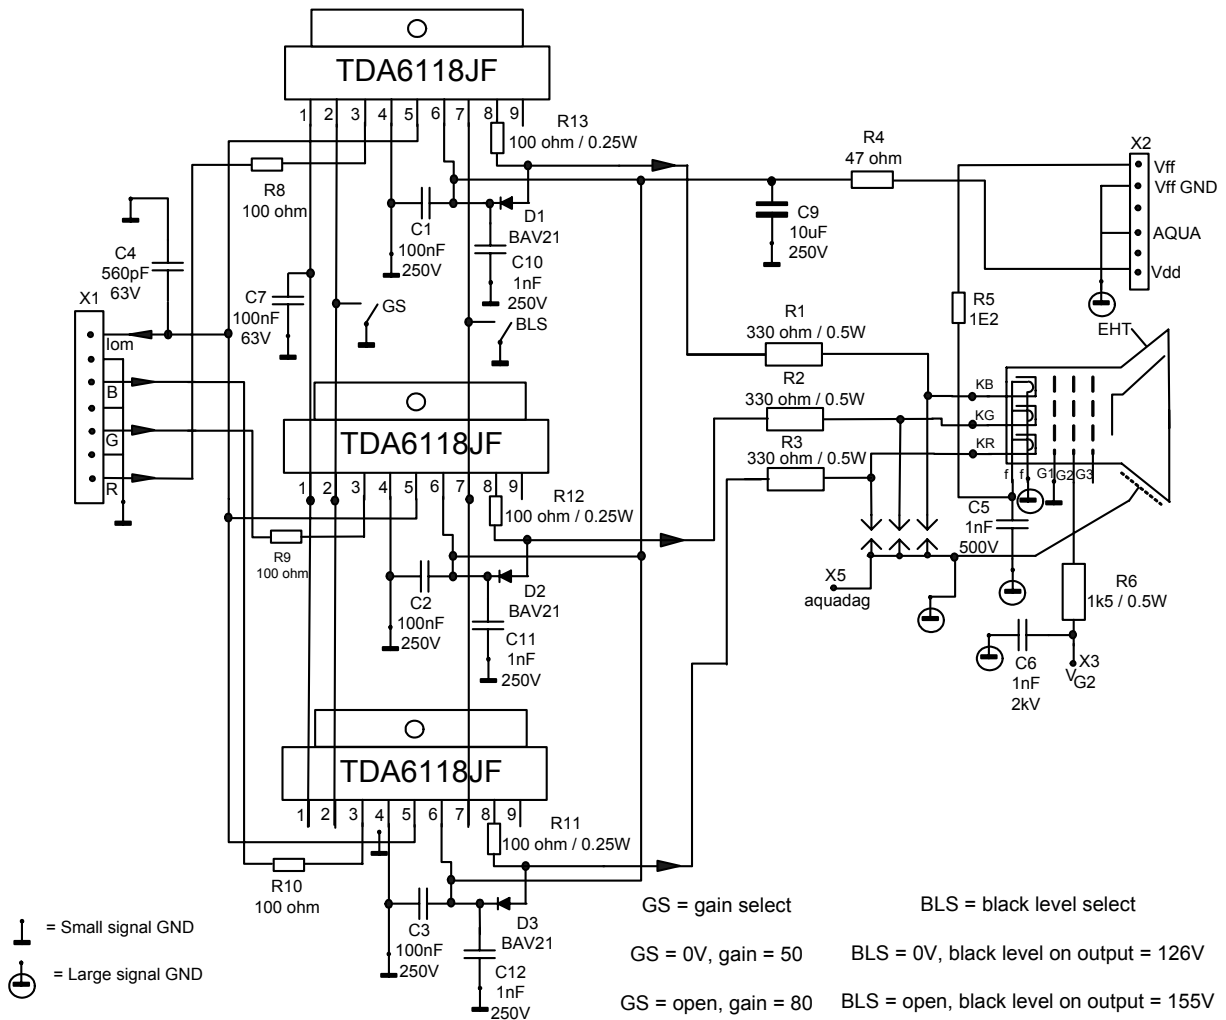 TDA6118JF
1 2 3 4 5 6 7 8 9
R13
100 ohm / 0.25W
R8
100 ohm
C1
100nF
250V
D1
BAV21
C10
1nF
250V
R4
47 ohm
C9
10uF
250V
X2
Vff
Vff GND
AQUA
Vdd
C4
560pF
63V
C7
100nF
63V
GS
BLS
X1
Iom
B
G
R
R1
330 ohm / 0.5W
R2
330 ohm / 0.5W
R3
330 ohm / 0.5W
R5
1E2
EHT
KB
KG
KR
f f G1 G2 G3
TDA6118JF
1 2 3 4 5 6 7 8 9
R12
100 ohm / 0.25W
R9
100 ohm
C2
100nF
250V
D2
BAV21
C11
1nF
250V
C5
1nF
500V
X5
aquadag
R6
1k5 / 0.5W
C6
1nF
2kV
X3
VG2
TDA6118JF
1 2 3 4 5 6 7 8 9
R11
100 ohm / 0.25W
R10
100 ohm
C3
100nF
250V
D3
BAV21
C12
1nF
250V
= Small signal GND
= Large signal GND
GS = gain select
BLS = black level select
GS = 0V, gain = 50
BLS = 0V, black level on output = 126V
GS = open, gain = 80
BLS = open, black level on output = 155V